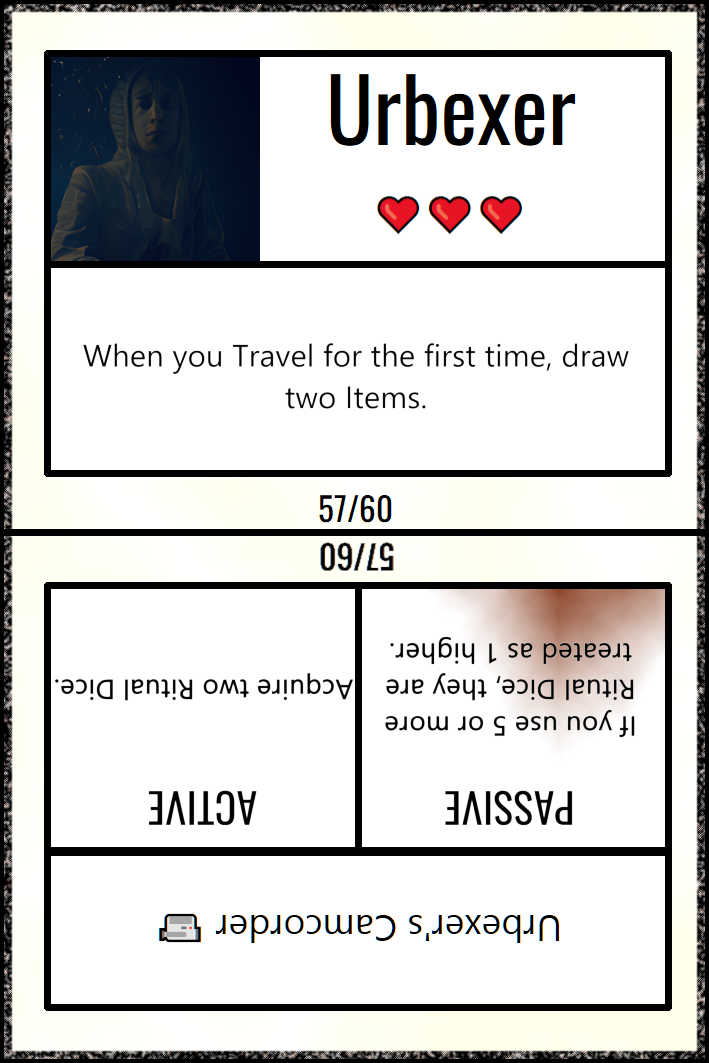 Urbexer
When you Travel for the first time, draw
two Items.
57/60
57/60
Urbexer's Camcorder
PASSIVE
If you use 5 or more
Ritual Dice, they are
treated as 1 higher.
ACTIVE
Acquire two Ritual Dice.